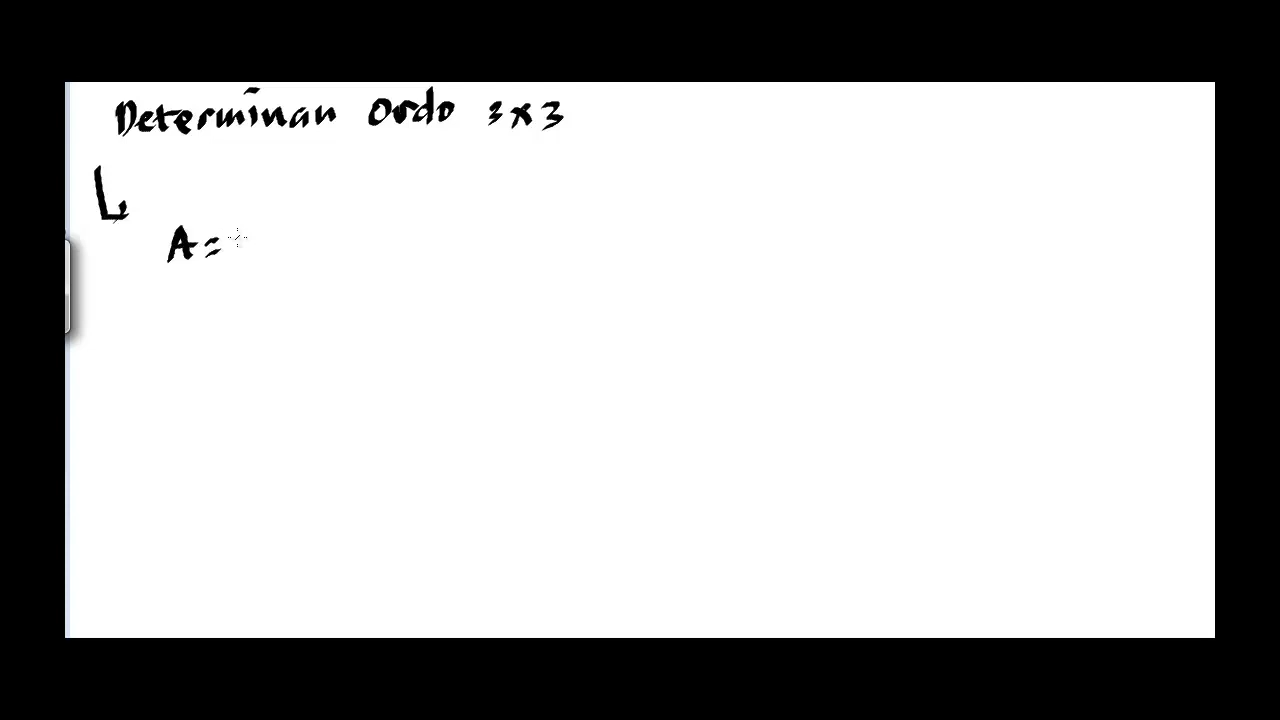 Determinan Ordo 3x3
A =